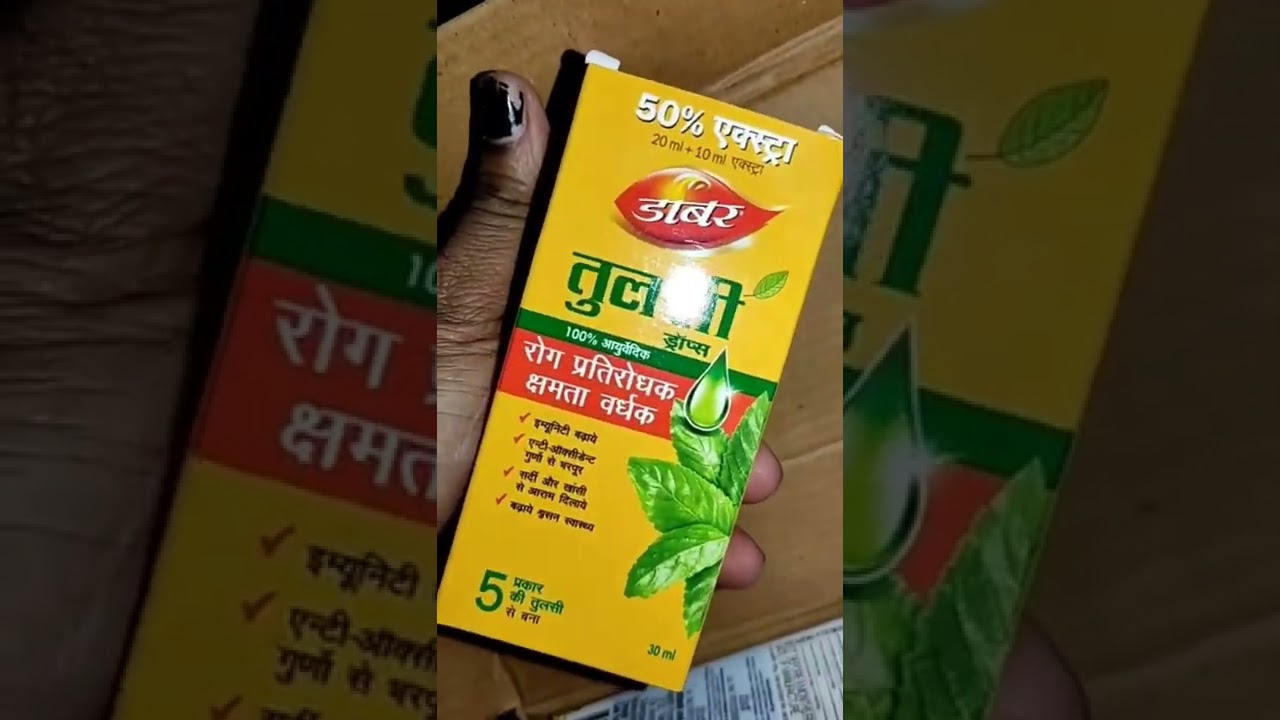 50% एक्स्ट्रा
20 ml + 10 ml एक्स्ट्रा
डाबर
तुलसी
ड्रॉप्स
100% आयुर्वेदिक
रोग प्रतिरोधक
क्षमता वर्धक
इम्यूनिटी बढ़ाये
एन्टी-ऑक्सीडेन्ट
गुणों से भरपूर
सर्दी और खांसी
से आराम दिलाये
बढ़ाये श्वसन स्वास्थ्य
5 प्रकार
की तुलसी
से बना
30 ml